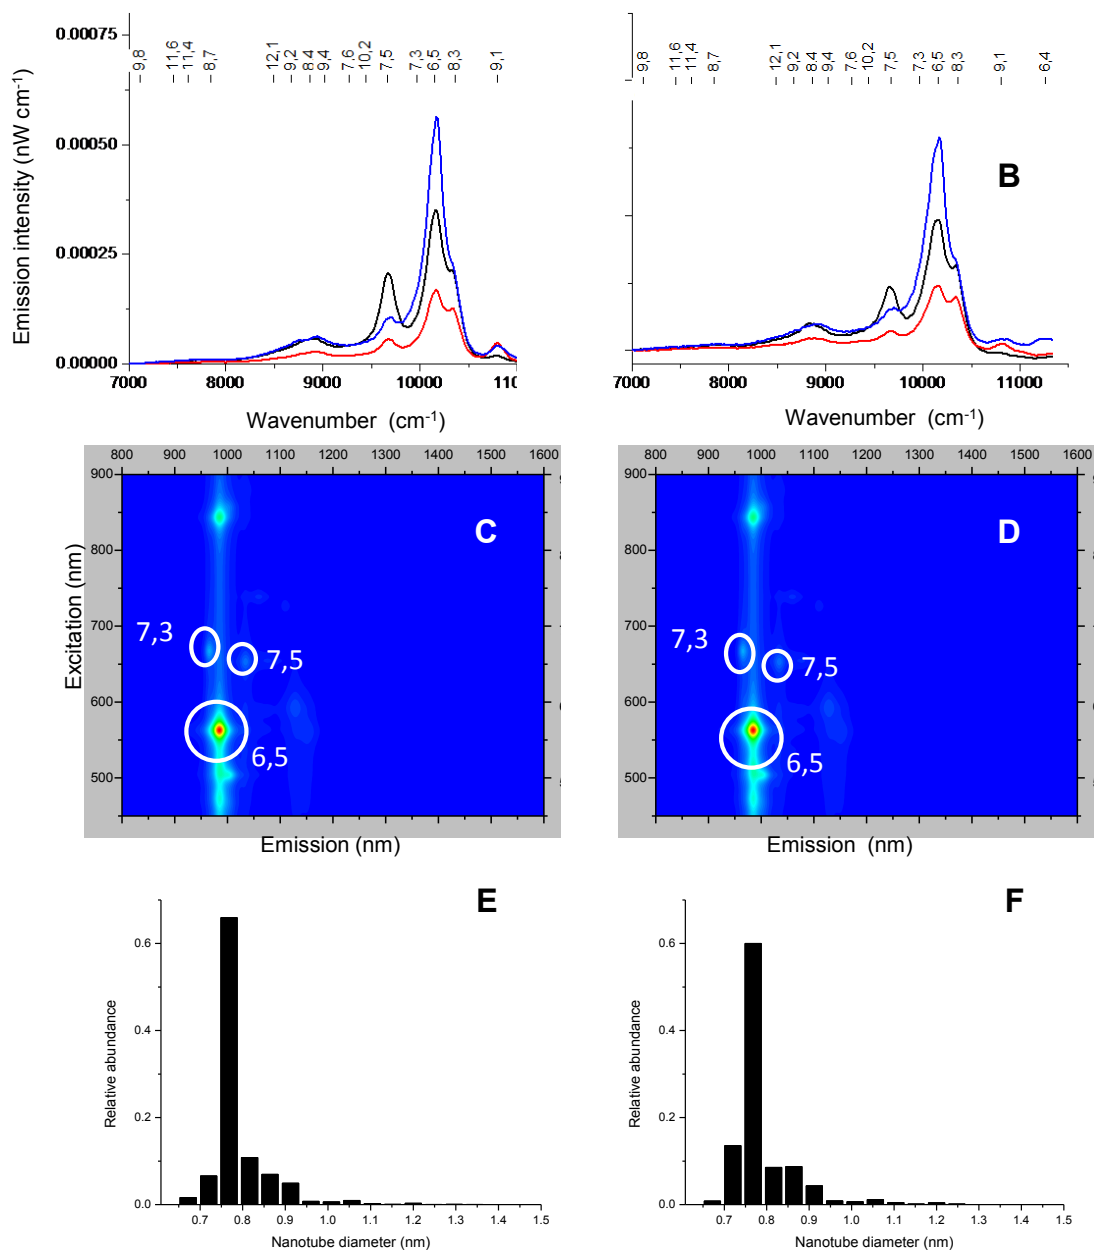 Emission intensity (nW cm-1)
0.00075
0.00050
0.00025
0.00000
– 9,8
– 11,6
– 11,4
– 8,7
– 12,1
– 9,2
– 8,4
– 9,4
– 7,6
– 10,2
– 7,5
– 7,3
– 6,5
– 8,3
– 9,1
7000 8000 9000 10000 110
Wavenumber (cm-1)
– 9,8
– 11,6
– 11,4
– 8,7
– 12,1
– 9,2
– 8,4
– 9,4
– 7,6
– 10,2
– 7,5
– 7,3
– 6,5
– 8,3
– 9,1
– 6,4
B
7000 8000 9000 10000 11000
Wavenumber (cm-1)
800 900 1000 1100 1200 1300 1400 1500 1600
Excitation (nm)
900
800
700
600
500
C
7,3
7,5
6,5
Emission (nm)
800 900 1000 1100 1200 1300 1400 1500 1600
D
7,3
7,5
6,5
Emission (nm)
E
Relative abundance
0.6
0.4
0.2
0.0
0.7 0.8 0.9 1.0 1.1 1.2 1.3 1.4 1.5
Nanotube diameter (nm)
F
Relative abundance
0.6
0.4
0.2
0.0
0.7 0.8 0.9 1.0 1.1 1.2 1.3 1.4 1.5
Nanotube diameter (nm)